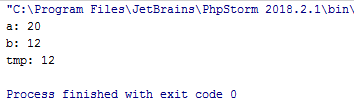 "C:\Program Files\JetBrains\PhpStorm 2018.2.1\bin\
a: 20
b: 12
tmp: 12
Process finished with exit code 0